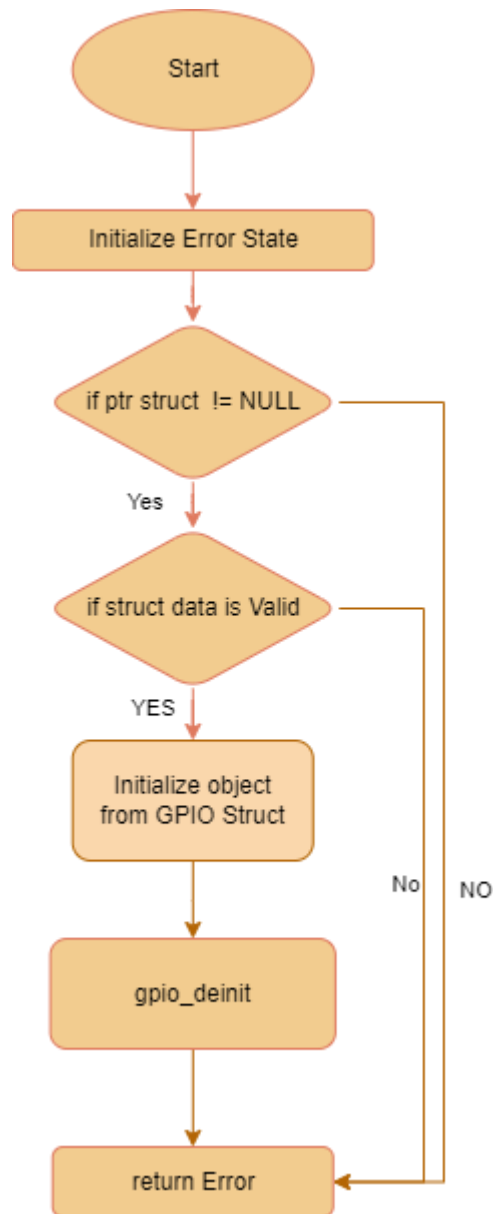 Start
Initialize Error State
if ptr struct != NULL
Yes
if struct data is Valid
YES
Initialize object
from GPIO Struct
No
NO
gpio_deinit
return Error